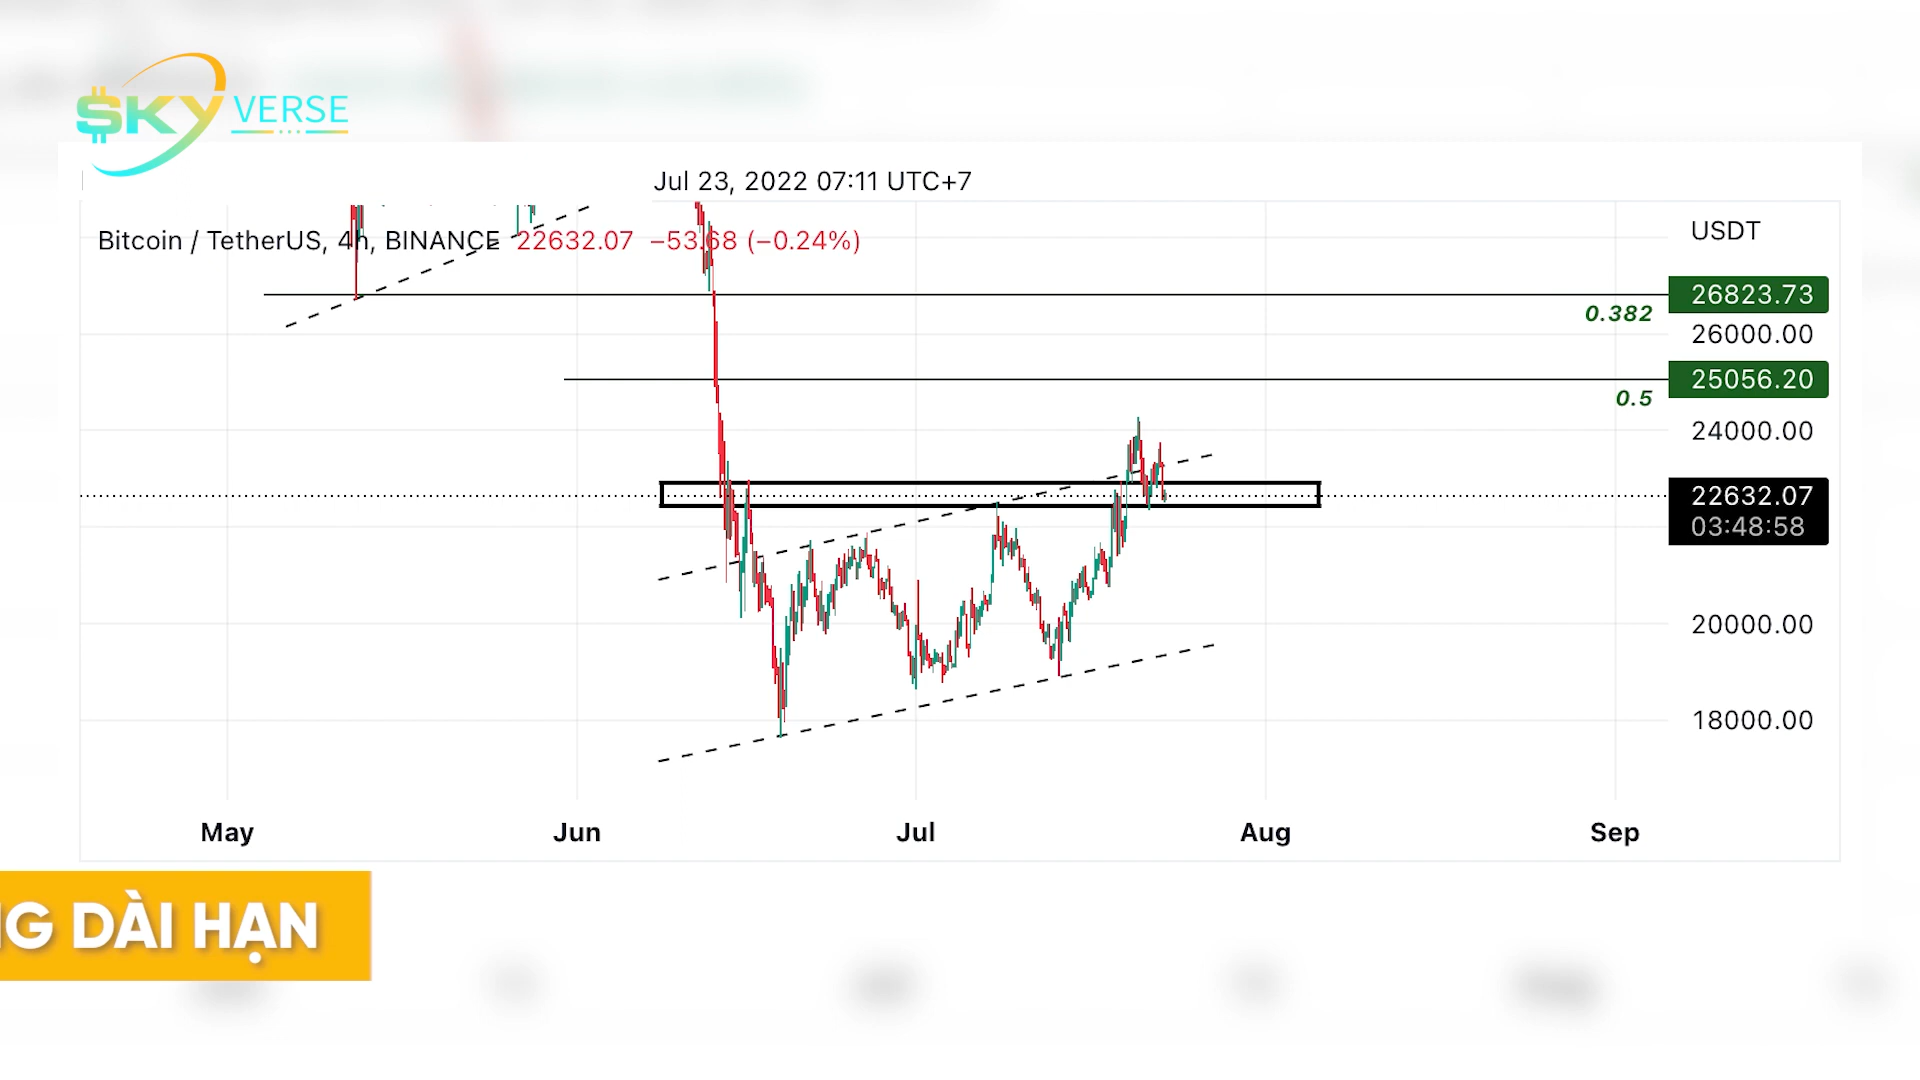 $KY VERSE
Jul 23, 2022 07:11 UTC+7
Bitcoin / TetherUS, 4h, BINANCE 22632.07 −53.68 (−0.24%)
USDT
26823.73
0.382
26000.00
25056.20
0.5
24000.00
22632.07
03:48:58
20000.00
18000.00
May Jun Jul Aug Sep
G DÀI HẠN